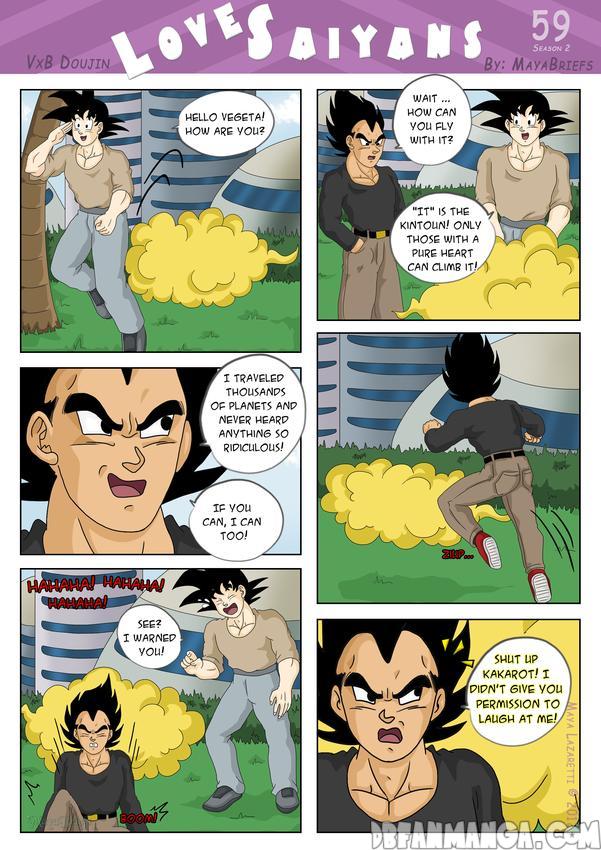 VxB Doujin
Love Saiyans
59
Season 2
By: MayaBriefs
Hello Vegeta!
How are you?
Wait ...
How can
you fly
with it?
"It" is the
Kintoun! Only
those with a
pure heart
can climb it!
I traveled
thousands
of planets and
never heard
anything so
ridiculous!
If you
can, I can
too!
Zilp...
Hahaha! Hahaha!
Hahaha!
See?
I warned
you!
Boom!
Shut up
Kakarot! I
didn't give you
permission to
laugh at me!
Maya Lazaretti ©
dbfanmanga.com